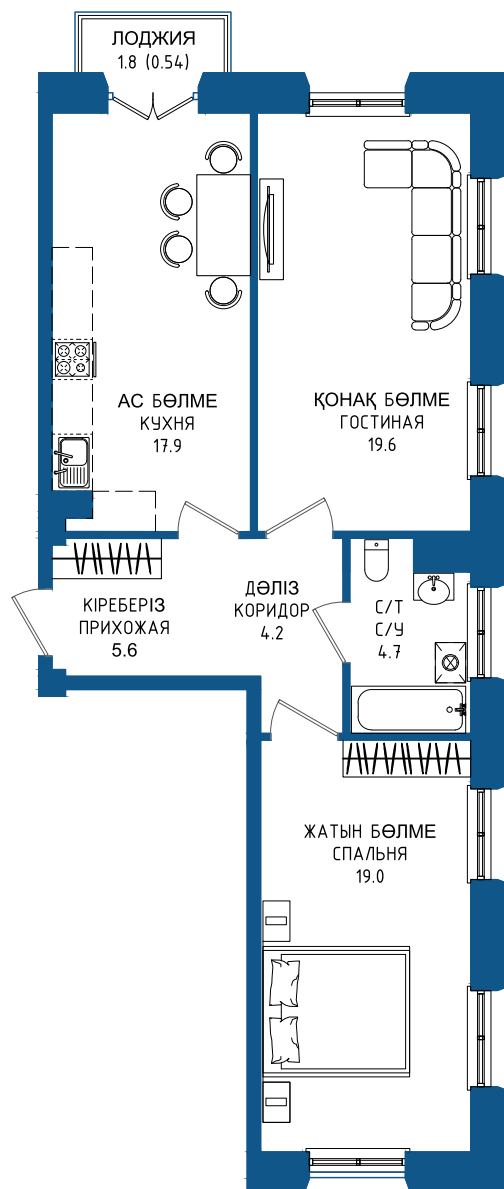 ЛОДЖИЯ
1.8 (0.54)
АС БӨЛМЕ
КУХНЯ
17.9
ҚОНАҚ БӨЛМЕ
ГОСТИНАЯ
19.6
КІРЕБЕРІЗ
ПРИХОЖАЯ
5.6
ДӘЛІЗ
КОРИДОР
4.2
С/Т
С/У
4.7
ЖАТЫН БӨЛМЕ
СПАЛЬНЯ
19.0